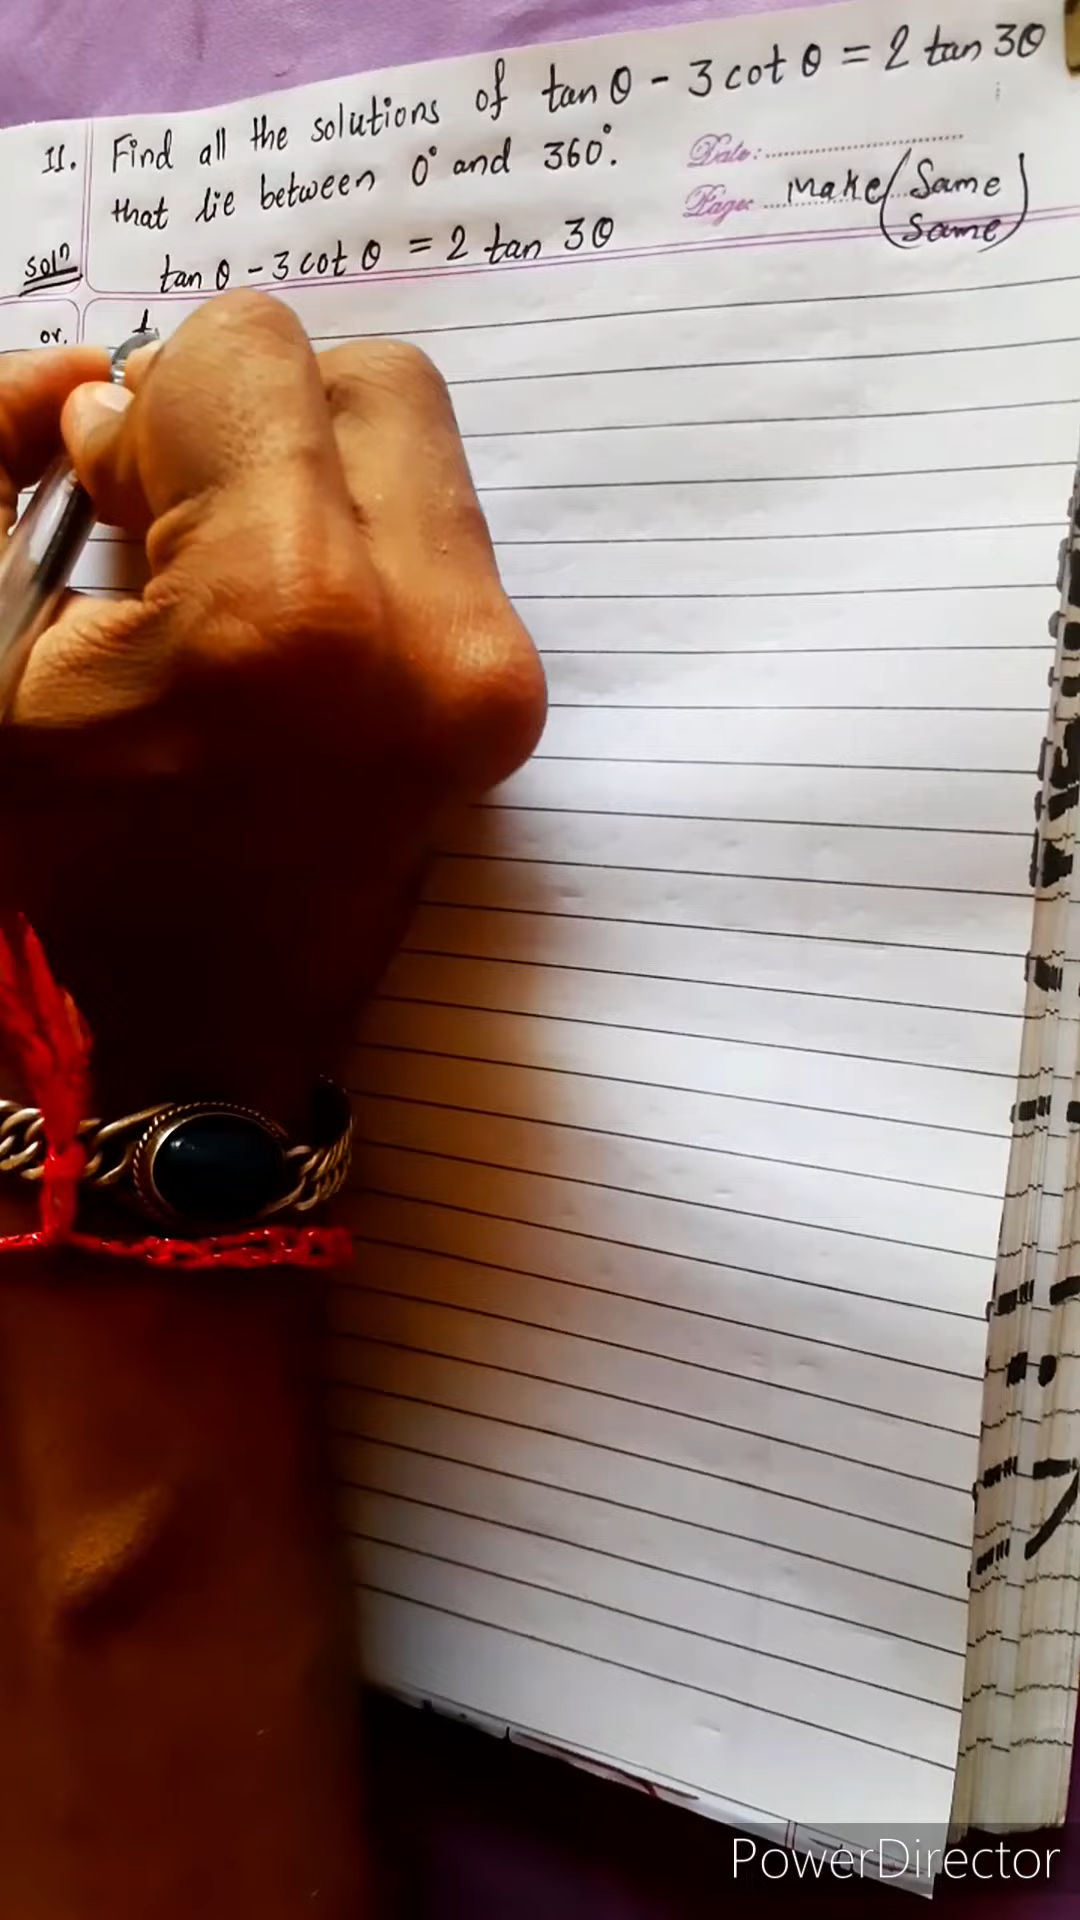 11. Find all the solutions of tan θ - 3 cot θ = 2 tan 3θ
that lie between 0° and 360°.
Date:
Page: Make (Same
Same)
Solⁿ tan θ - 3 cot θ = 2 tan 3θ
or,
PowerDirector